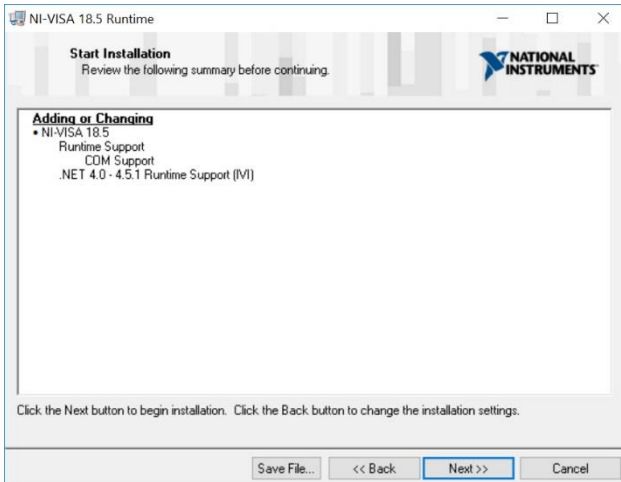 NI-VISA 18.5 Runtime
Start Installation
Review the following summary before continuing.
NATIONAL
INSTRUMENTS
Adding or Changing
• NI-VISA 18.5
Runtime Support
COM Support
.NET 4.0 - 4.5.1 Runtime Support (IVI)
Click the Next button to begin installation. Click the Back button to change the installation settings.
Save File... << Back Next >> Cancel